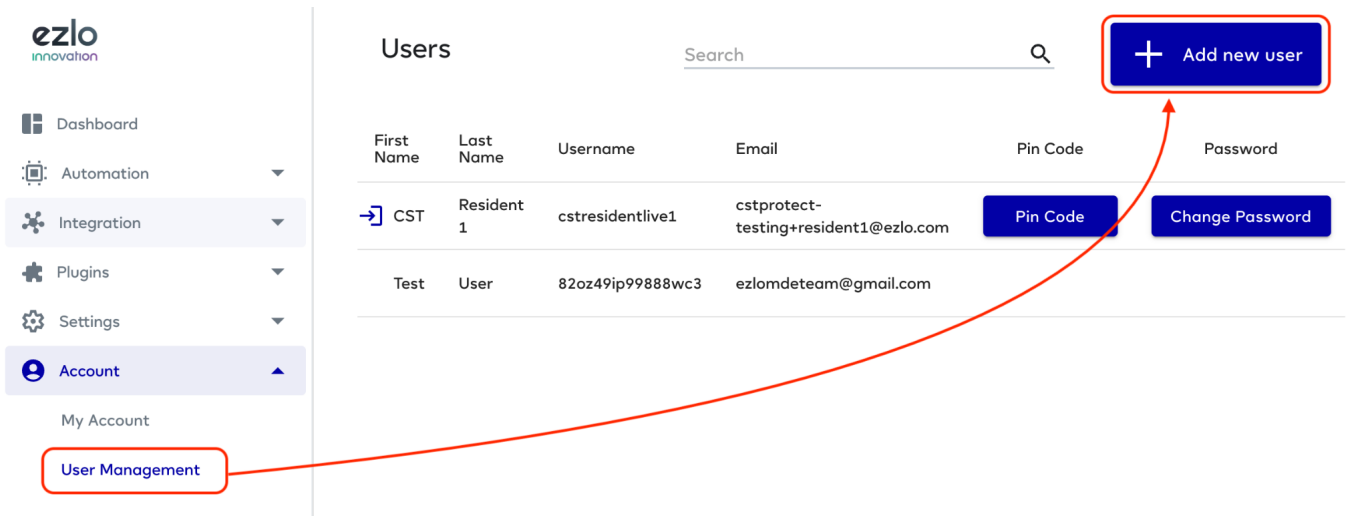 ezlo
innovation
Dashboard
Automation
Integration
Plugins
Settings
Account
My Account
User Management
Users
Search
Add new user
First Name
Last Name
Username
Email
Pin Code
Password
CST
Resident 1
cstresidentlive1
cstprotect-
testing+resident1@ezlo.com
Pin Code
Change Password
Test
User
82oz49ip99888wc3
ezlomdeteam@gmail.com